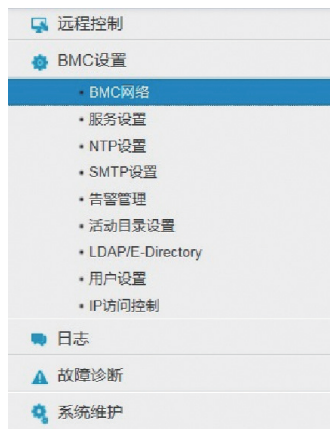 远程控制
BMC设置
• BMC网络
• 服务设置
• NTP设置
• SMTP设置
• 告警管理
• 活动目录设置
• LDAP/E-Directory
• 用户设置
• IP访问控制
日志
故障诊断
系统维护